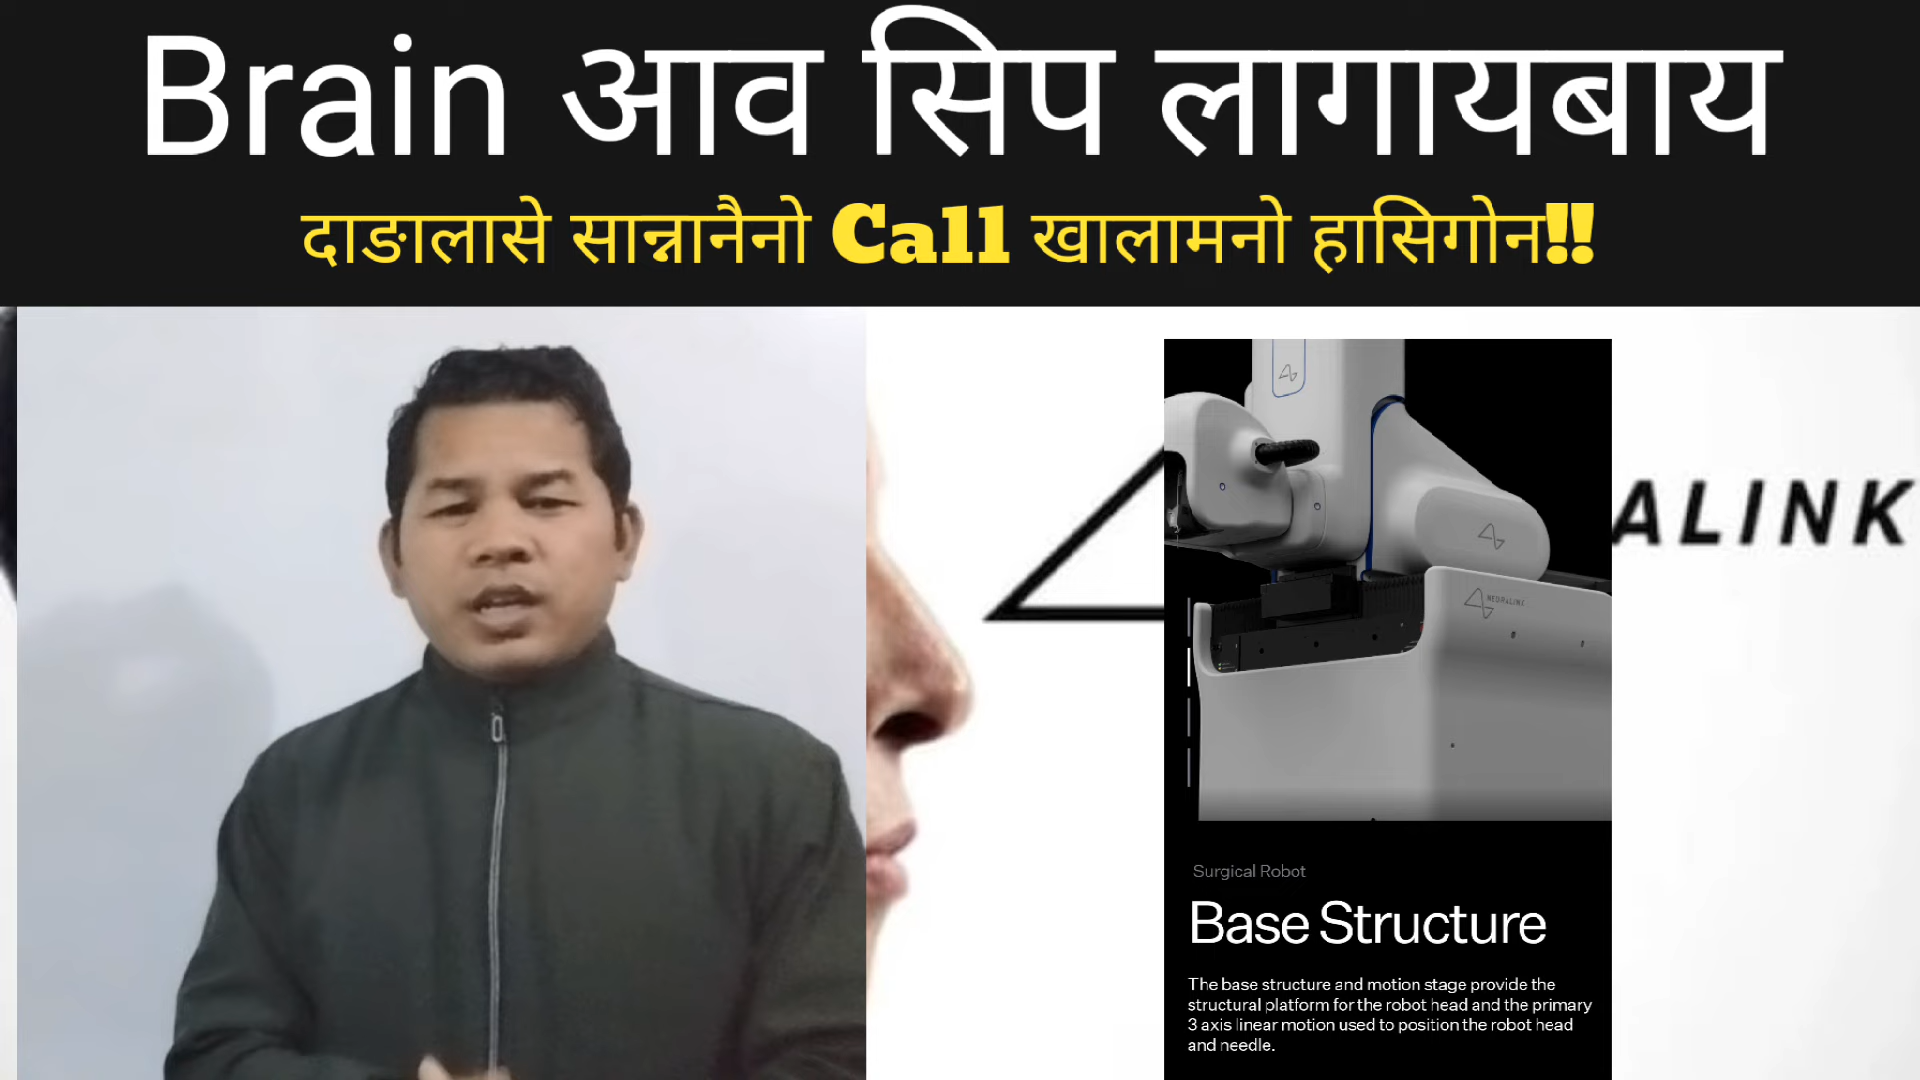 Brain आव सिप लागायबाय
दाङालासे सान्नानैनो Call खालामनो हासिगोन!!
ALINK
NEURALINK
Surgical Robot
Base Structure
The base structure and motion stage provide the
structural platform for the robot head and the primary
3 axis linear motion used to position the robot head
and needle.